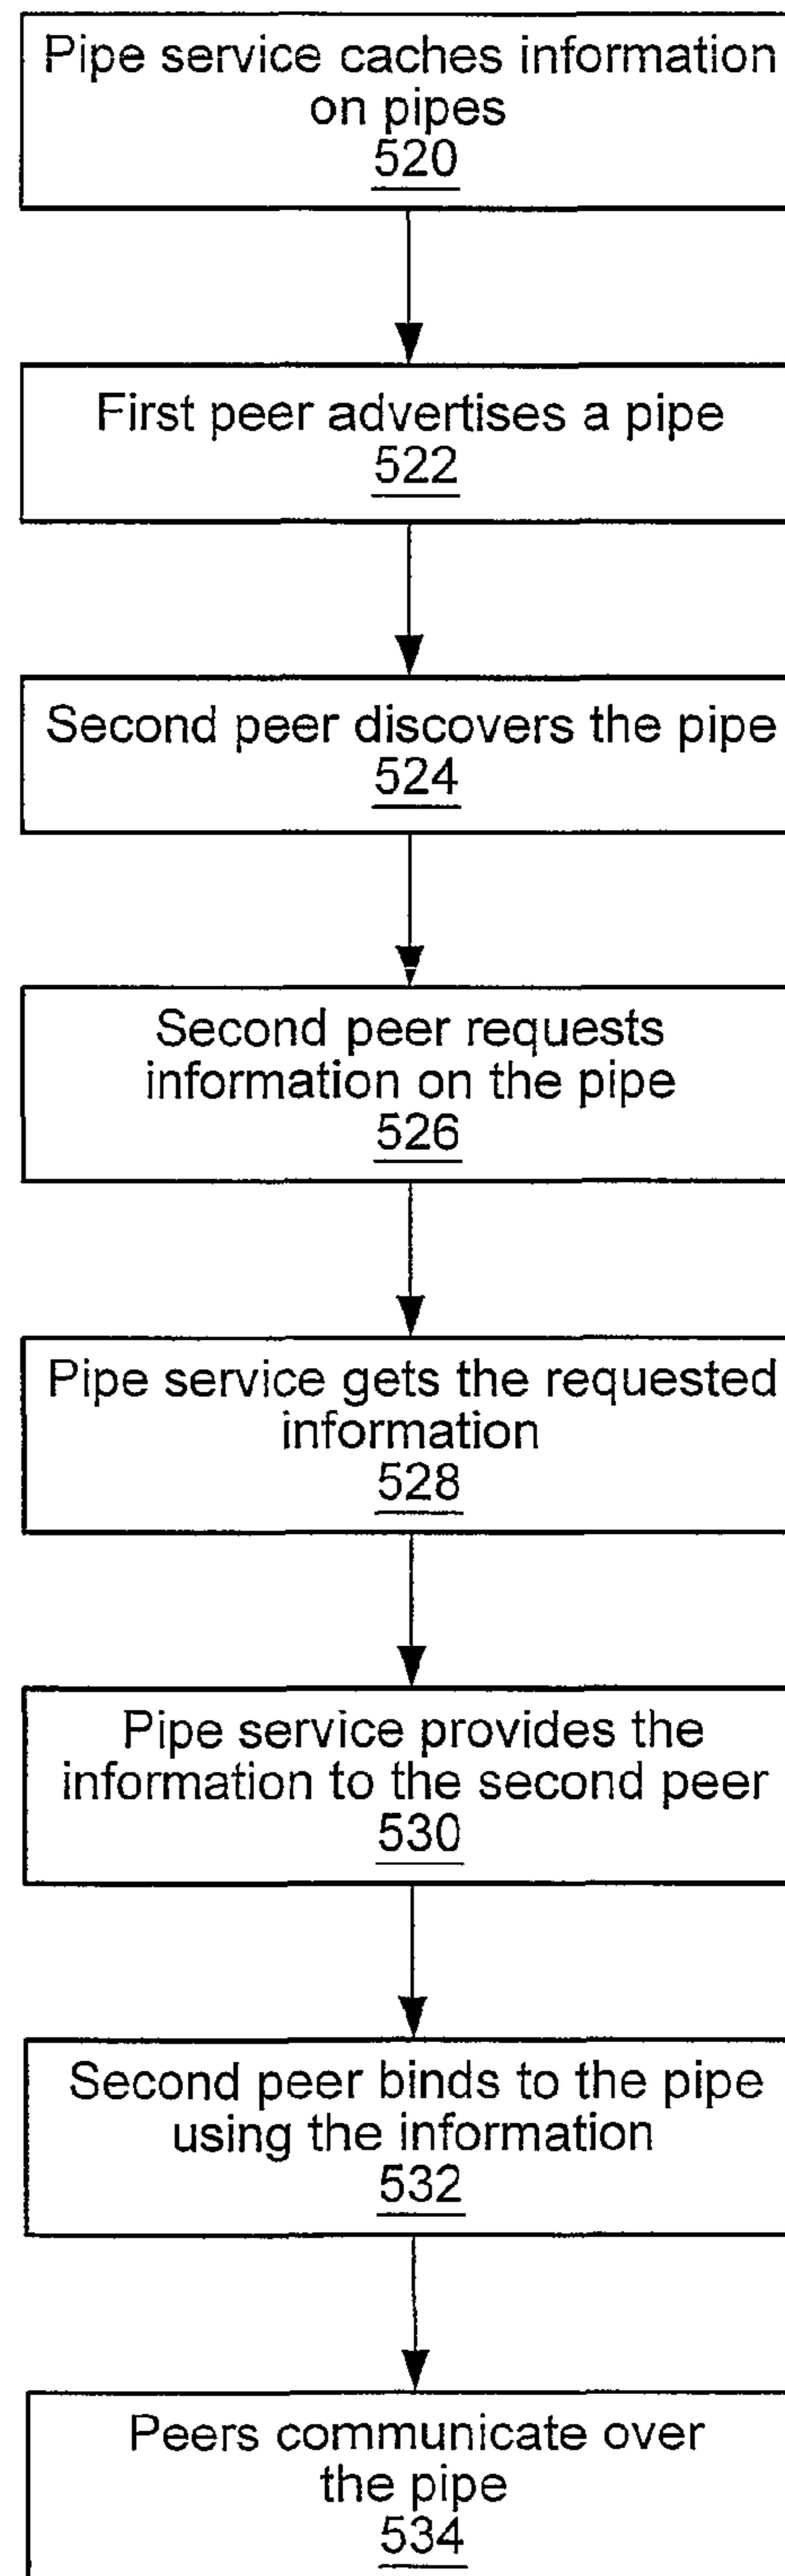 Pipe service caches information
on pipes
520
First peer advertises a pipe
522
Second peer discovers the pipe
524
Second peer requests
information on the pipe
526
Pipe service gets the requested
information
528
Pipe service provides the
information to the second peer
530
Second peer binds to the pipe
using the information
532
Peers communicate over
the pipe
534